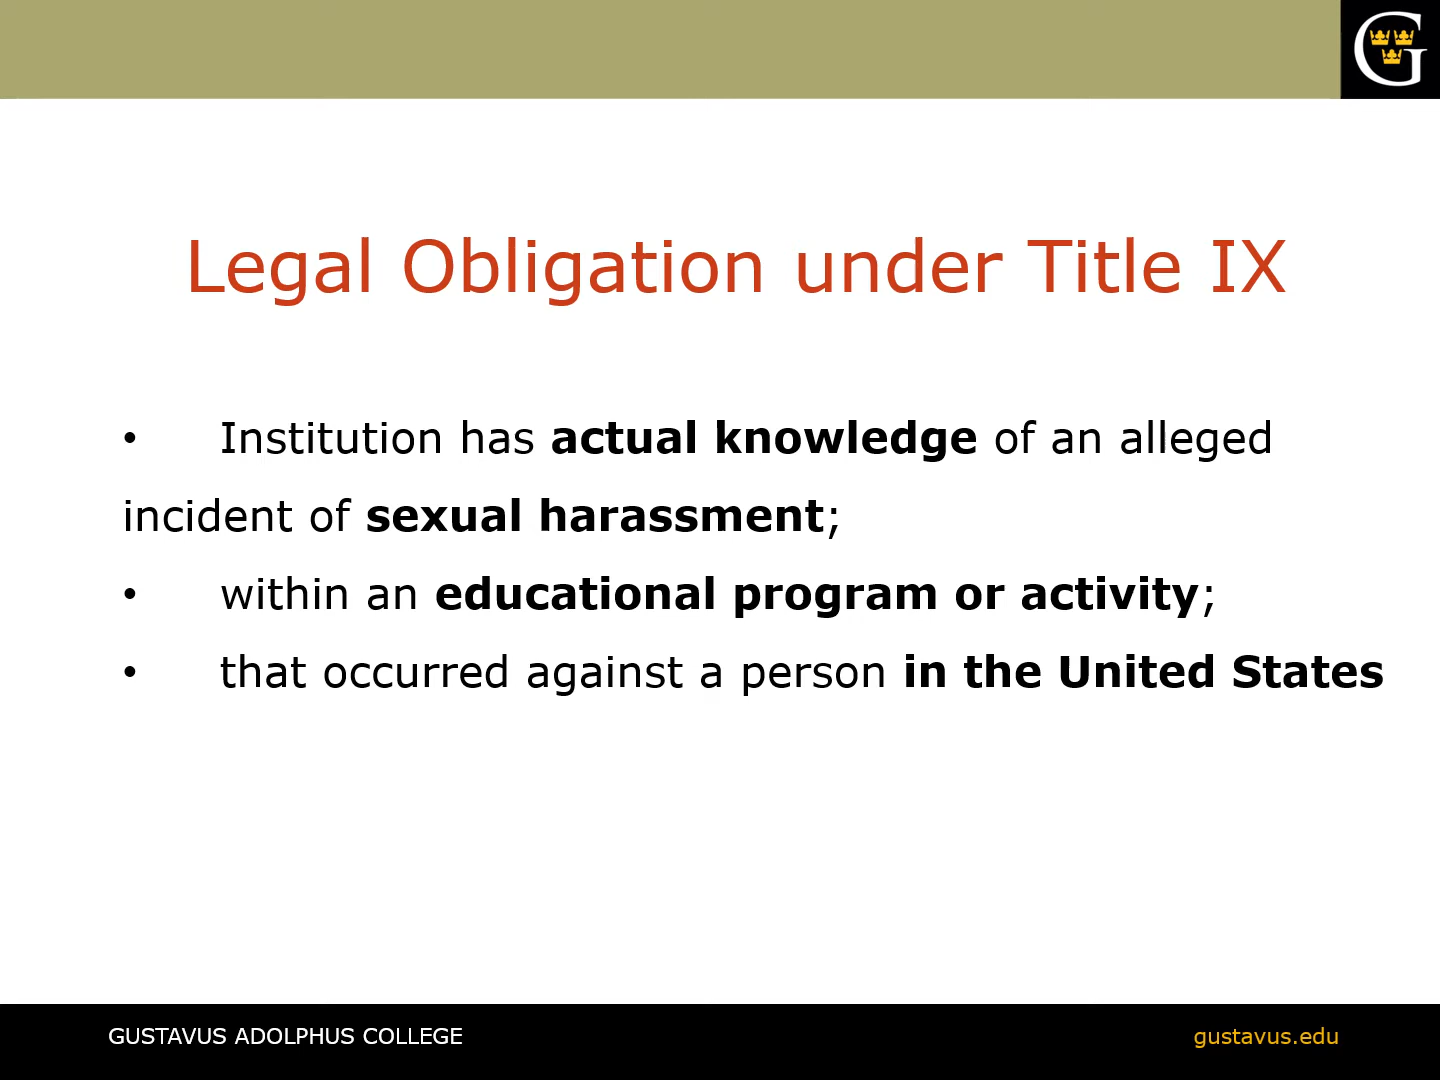 G
Legal Obligation under Title IX
• Institution has actual knowledge of an alleged
incident of sexual harassment;
• within an educational program or activity;
• that occurred against a person in the United States
GUSTAVUS ADOLPHUS COLLEGE
gustavus.edu